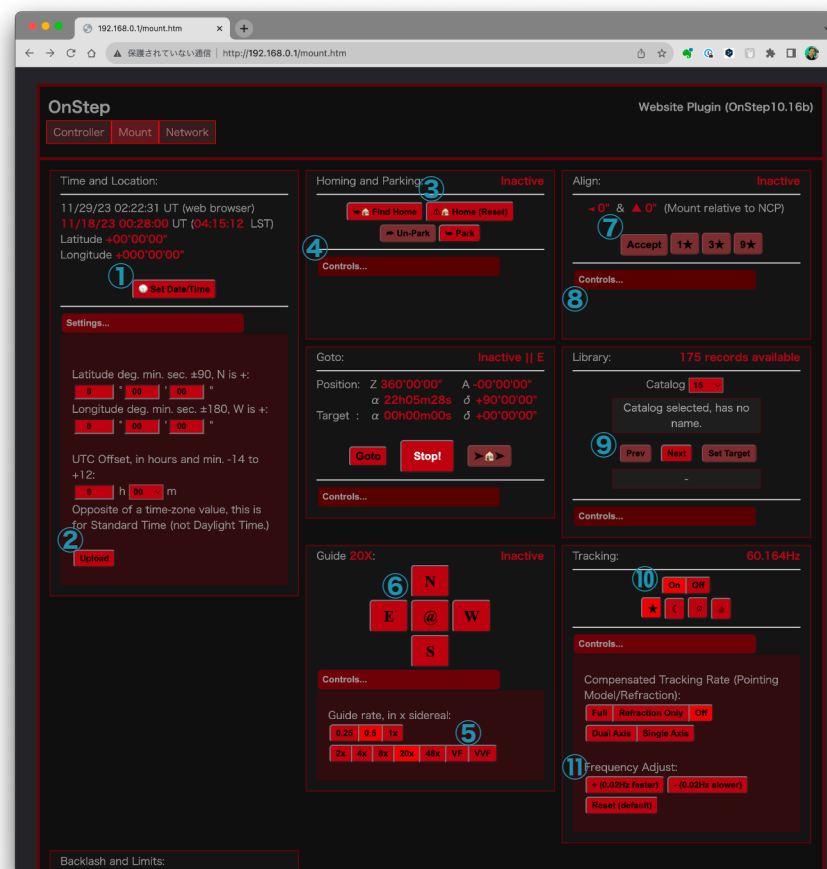 192.168.0.1/mount.htm
保護されていない通信 | http://192.168.0.1/mount.htm
OnStep
Website Plugin (OnStep10.16b)
Controller Mount Network
Time and Location:
11/29/23 02:22:31 UT (web browser)
11/18/23 00:28:00 UT (04:15:12 LST)
Latitude +00°00'00"
Longitude +000°00'00"
①
Set Date/Time
Settings...
Latitude deg. min. sec. ±90, N is +:
0 ° 00 ' 00 "
Longitude deg. min. sec. ±180, W is +:
0 ° 00 ' 00 "
UTC Offset, in hours and min. -14 to
+12:
0 h 00 m
Opposite of a time-zone value, this is
for Standard Time (not Daylight Time.)
②
Upload
Homing and Parking: Inactive
③
Find Home Home (Reset)
Un-Park Park
④
Controls...
Align: Inactive
◄ 0" & ▲ 0" (Mount relative to NCP)
⑦
Accept 1★ 3★ 9★
Controls...
⑧
Goto: Inactive || E
Position: Z 360°00'00" A -00°00'00"
α 22h05m28s δ +90°00'00"
Target : α 00h00m00s δ +00°00'00"
Goto Stop! ➤🏠➤
Controls...
Library: 175 records available
Catalog 15
Catalog selected, has no
name.
⑨
Prev Next Set Target
-
Controls...
Guide 20X: Inactive
⑥
N
E @ W
S
Controls...
Guide rate, in x sidereal:
0.25 0.5 1x
⑤
2x 4x 8x 20x 48x VF VVF
Tracking: 60.164Hz
⑩
On Off
★ ☾
Controls...
Compensated Tracking Rate (Pointing
Model/Refraction):
Full Refraction Only Off
Dual Axis Single Axis
⑪
Frequency Adjust:
+ (0.02Hz faster) - (0.02Hz slower)
Reset (default)
Backlash and Limits: